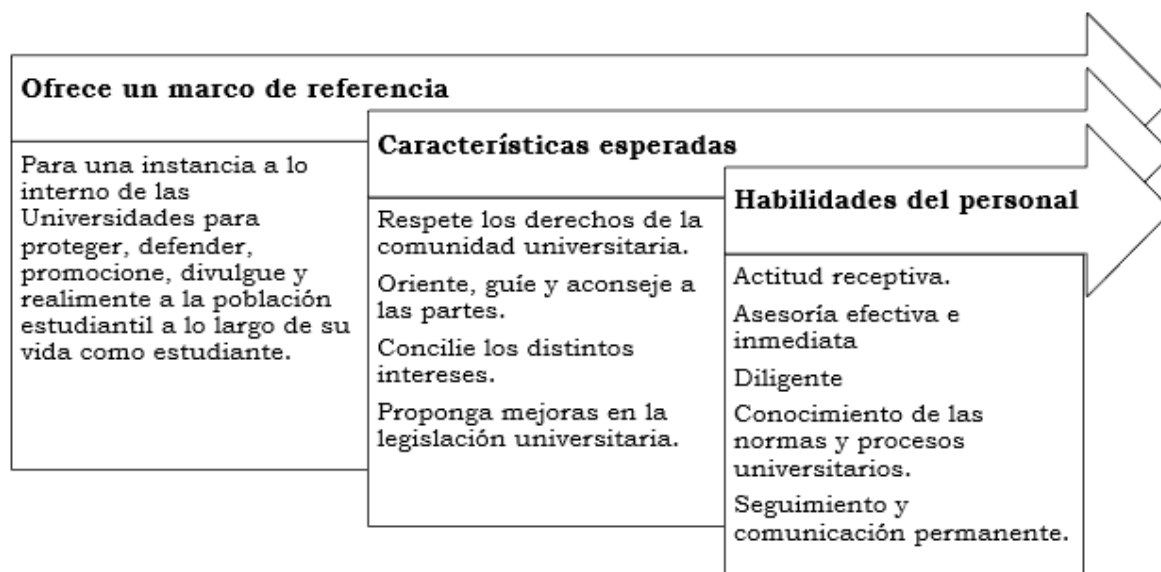 Ofrece un marco de referencia
Para una instancia a lo
interno de las
Universidades para
proteger, defender,
promocione, divulgue y
realimente a la población
estudiantil a lo largo de su
vida como estudiante.
Características esperadas
Respete los derechos de la
comunidad universitaria.
Oriente, guíe y aconseje a
las partes.
Concilie los distintos
intereses.
Proponga mejoras en la
legislación universitaria.
Habilidades del personal
Actitud receptiva.
Asesoría efectiva e
inmediata
Diligente
Conocimiento de las
normas y procesos
universitarios.
Seguimiento y
comunicación permanente.